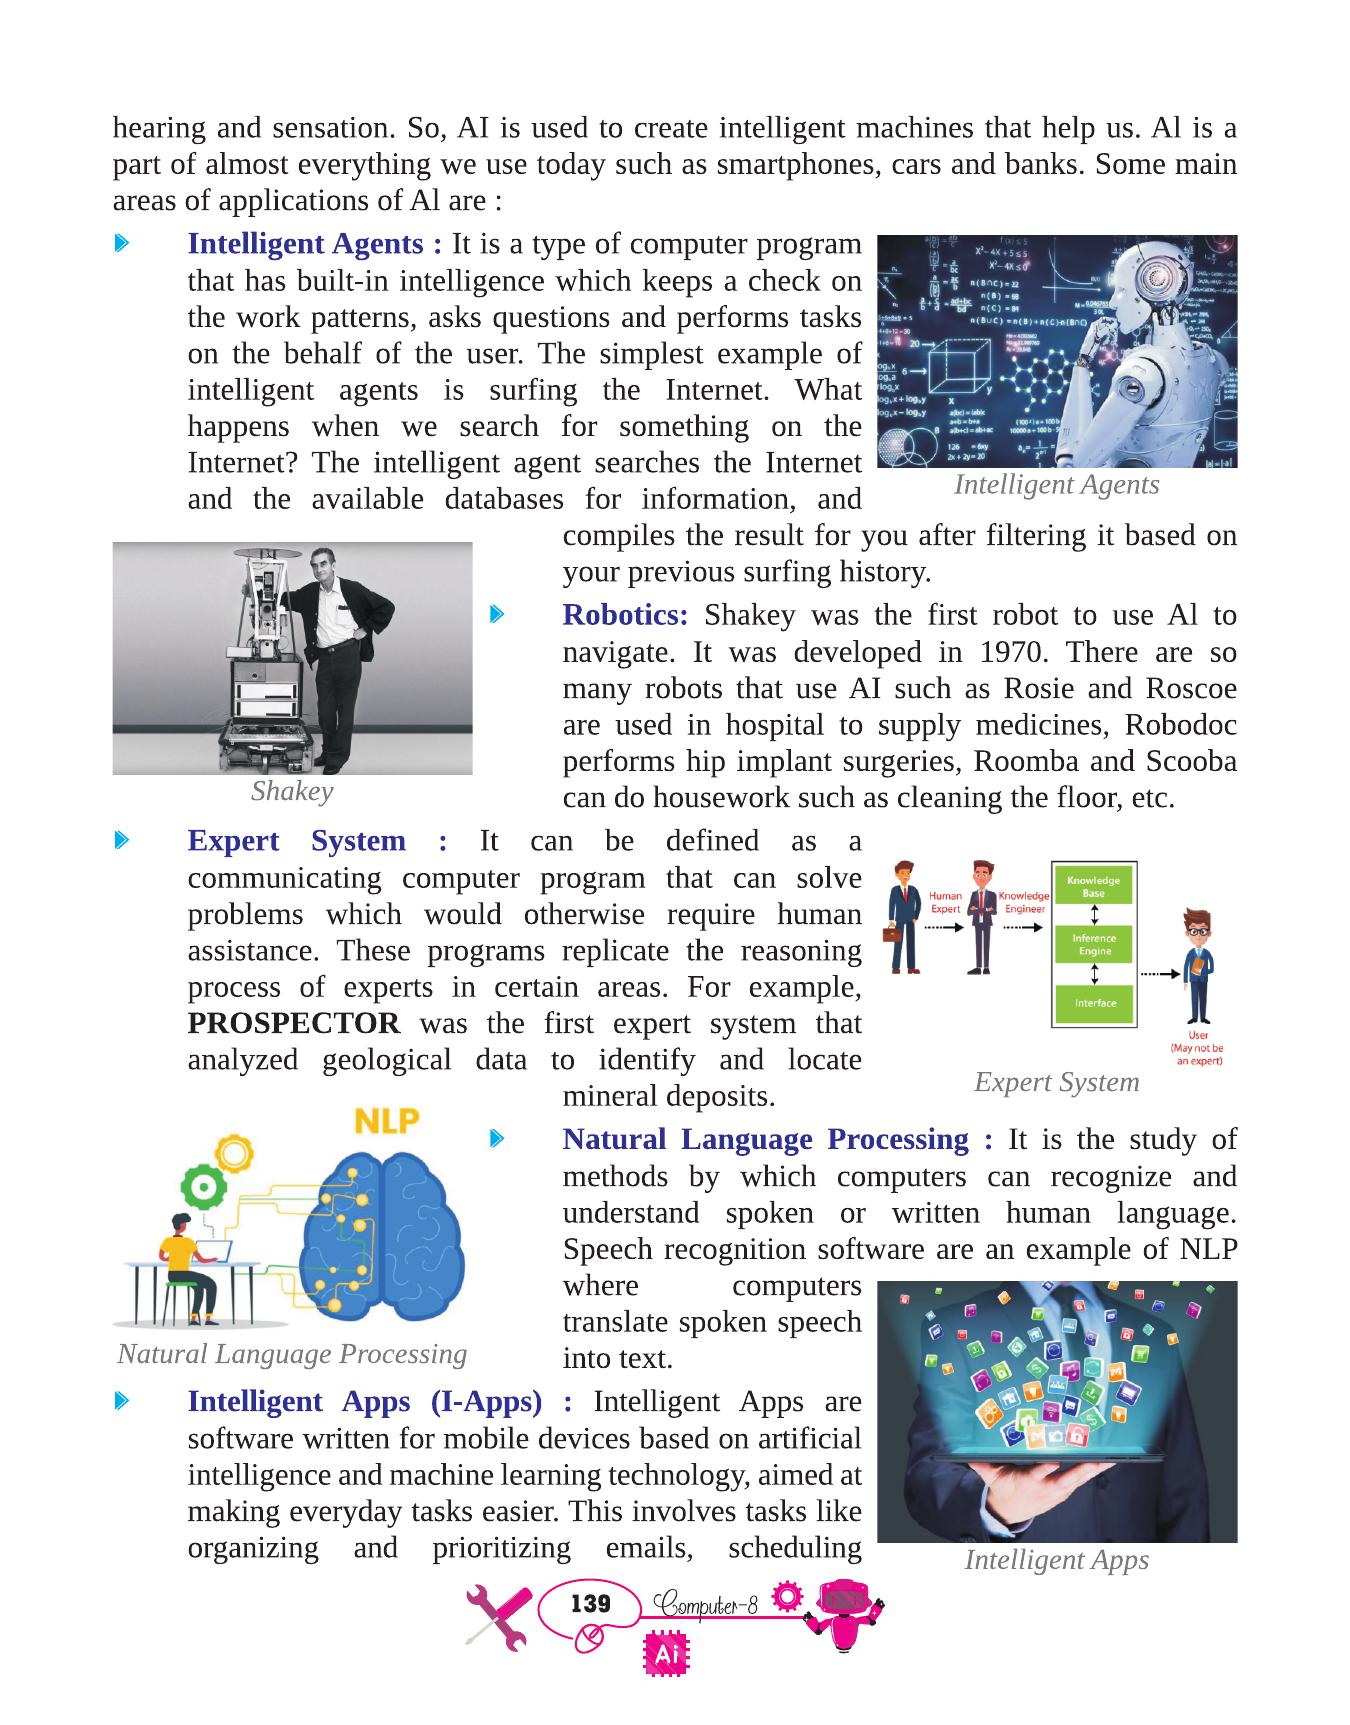 hearing and sensation. So, AI is used to create intelligent machines that help us. Al is a
part of almost everything we use today such as smartphones, cars and banks. Some main
areas of applications of Al are :
Intelligent Agents : It is a type of computer program
that has built-in intelligence which keeps a check on
the work patterns, asks questions and performs tasks
on the behalf of the user. The simplest example of
intelligent agents is surfing the Internet. What
happens when we search for something on the
Internet? The intelligent agent searches the Internet
and the available databases for information, and
Intelligent Agents
compiles the result for you after filtering it based on
your previous surfing history.
Shakey
Robotics: Shakey was the first robot to use Al to
navigate. It was developed in 1970. There are so
many robots that use AI such as Rosie and Roscoe
are used in hospital to supply medicines, Robodoc
performs hip implant surgeries, Roomba and Scooba
can do housework such as cleaning the floor, etc.
Expert System : It can be defined as a
communicating computer program that can solve
problems which would otherwise require human
assistance. These programs replicate the reasoning
process of experts in certain areas. For example,
PROSPECTOR was the first expert system that
analyzed geological data to identify and locate
mineral deposits.
Human
Expert
Knowledge
Engineer
Knowledge
Base
Inference
Engine
Interface
User
(May not be
an expert)
Expert System
NLP
Natural Language Processing
Natural Language Processing : It is the study of
methods by which computers can recognize and
understand spoken or written human language.
Speech recognition software are an example of NLP
where computers
translate spoken speech
into text.
Intelligent Apps (I-Apps) : Intelligent Apps are
software written for mobile devices based on artificial
intelligence and machine learning technology, aimed at
making everyday tasks easier. This involves tasks like
organizing and prioritizing emails, scheduling
Intelligent Apps
139
Computer-8
Ai